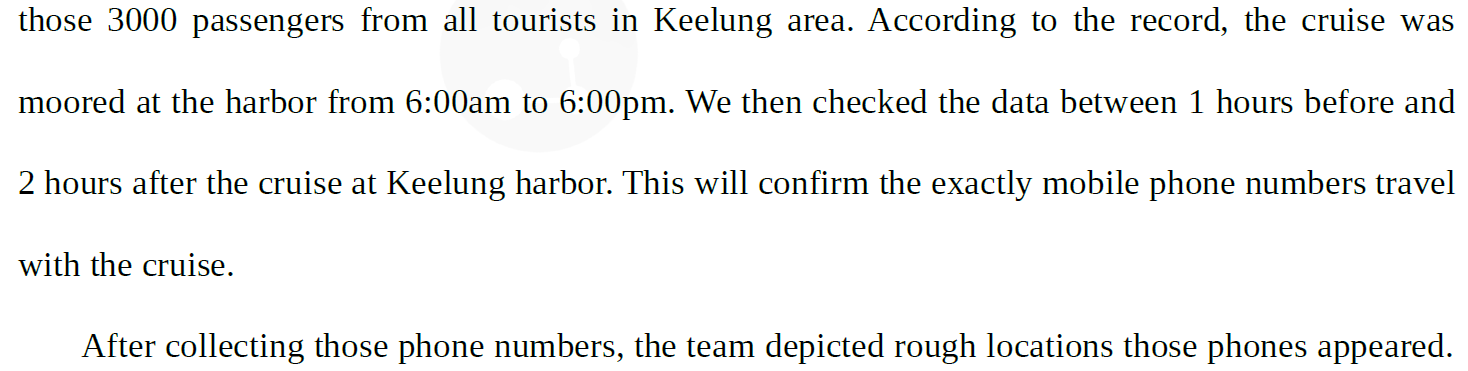 those 3000 passengers from all tourists in Keelung area. According to the record, the cruise was
moored at the harbor from 6:00am to 6:00pm. We then checked the data between 1 hours before and
2 hours after the cruise at Keelung harbor. This will confirm the exactly mobile phone numbers travel
with the cruise.
After collecting those phone numbers, the team depicted rough locations those phones appeared.